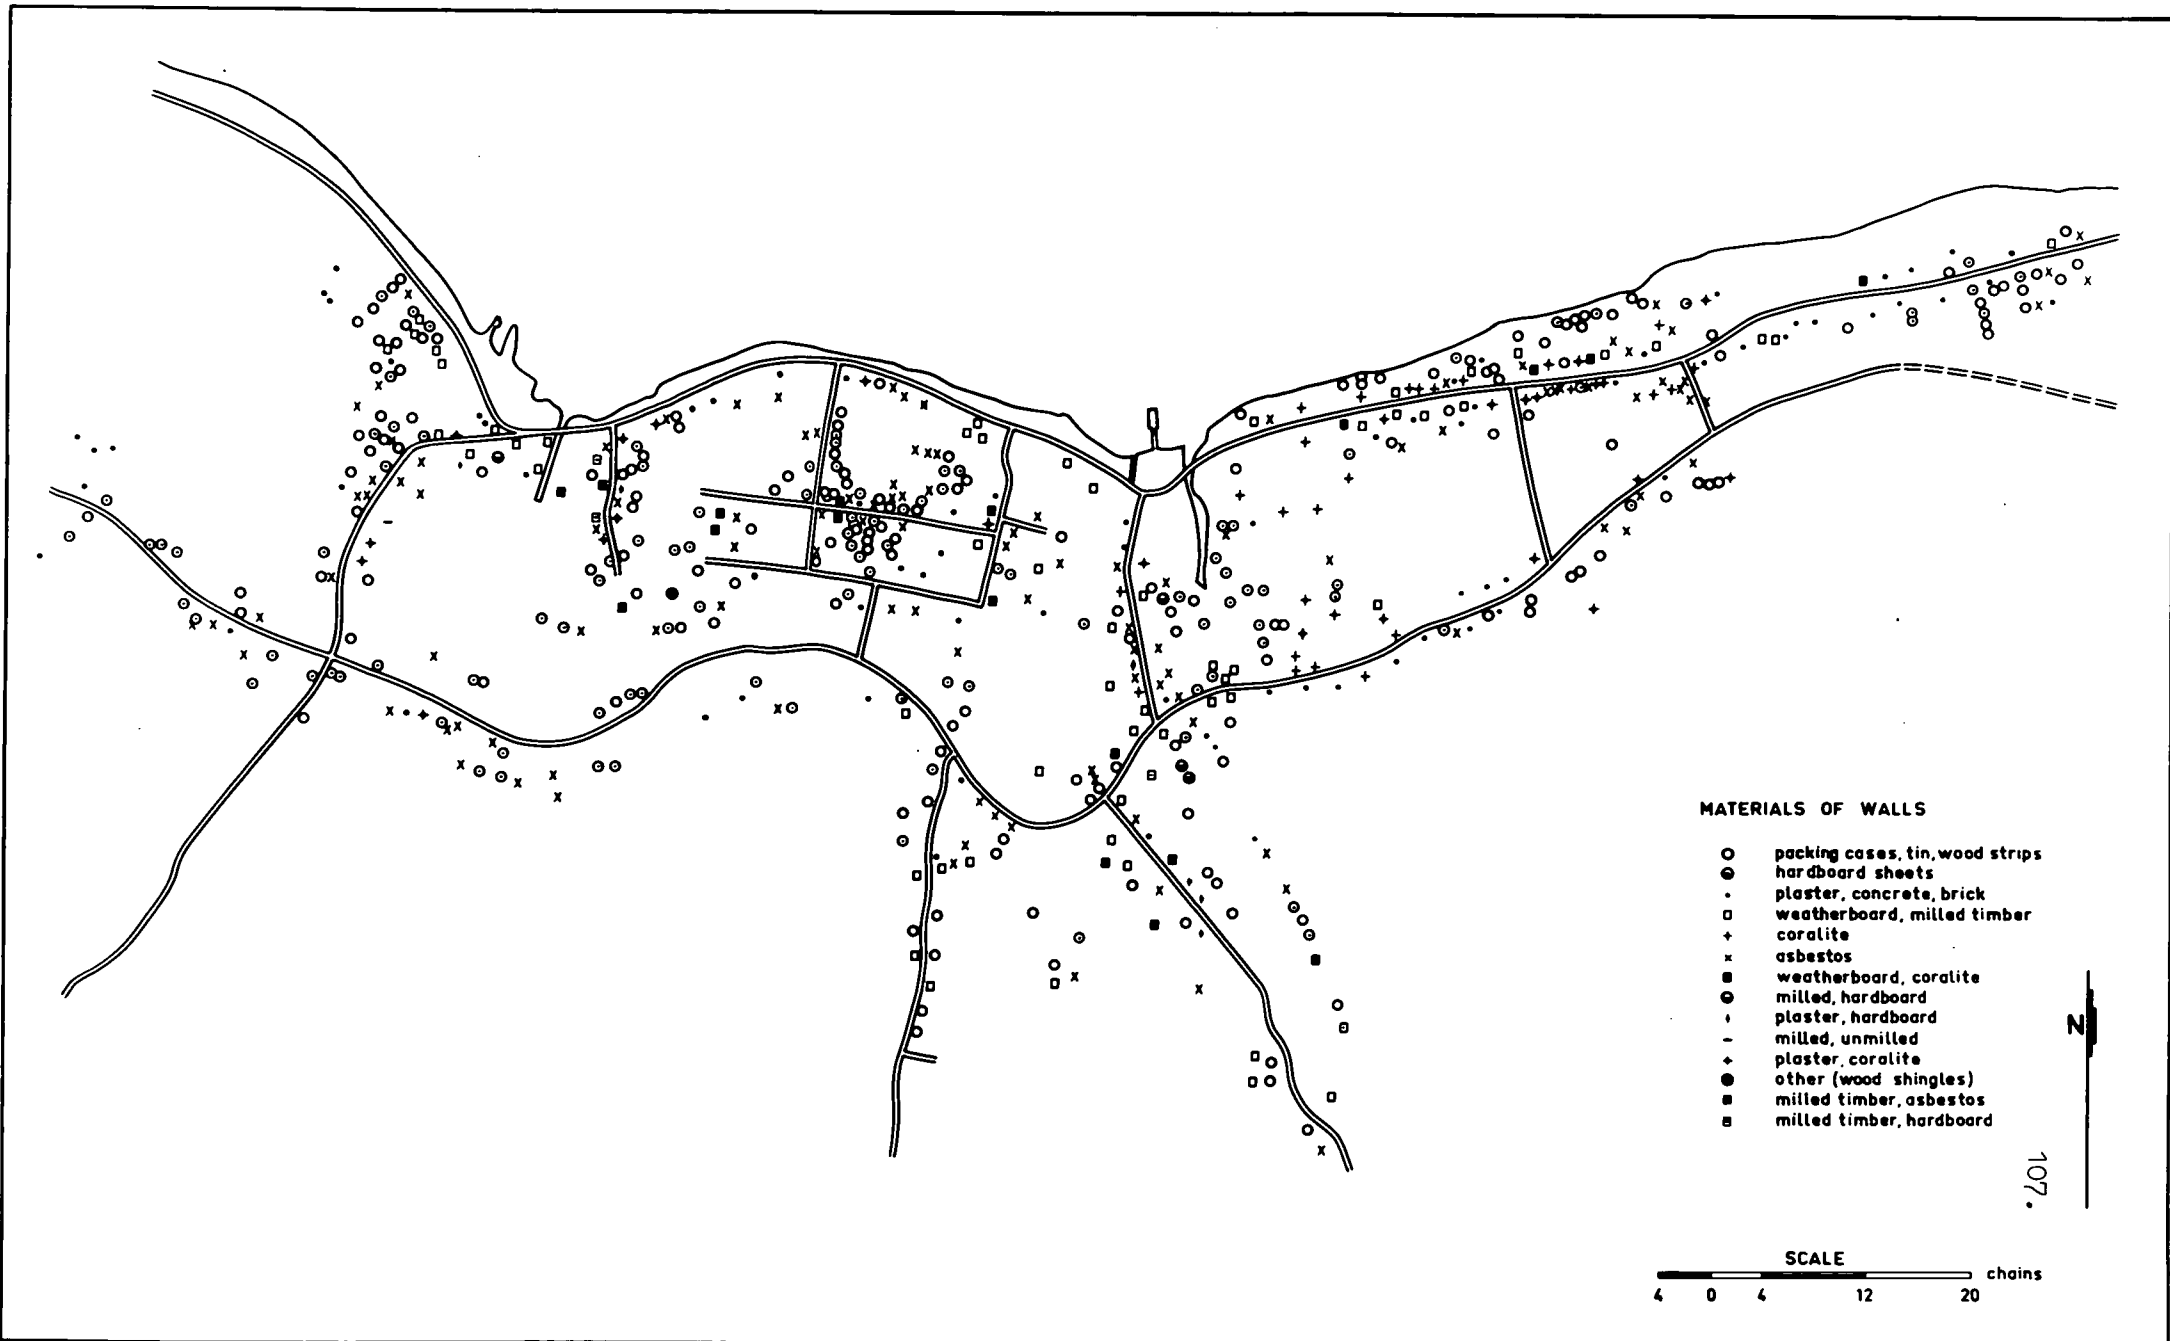 MATERIALS OF WALLS
packing cases, tin, wood strips
hardboard sheets
plaster, concrete, brick
weatherboard, milled timber
coralite
asbestos
weatherboard, coralite
milled, hardboard
plaster, hardboard
milled, unmilled
plaster, coralite
other (wood shingles)
milled timber, asbestos
milled timber, hardboard
N
107.
SCALE
chains
4 0 4 12 20